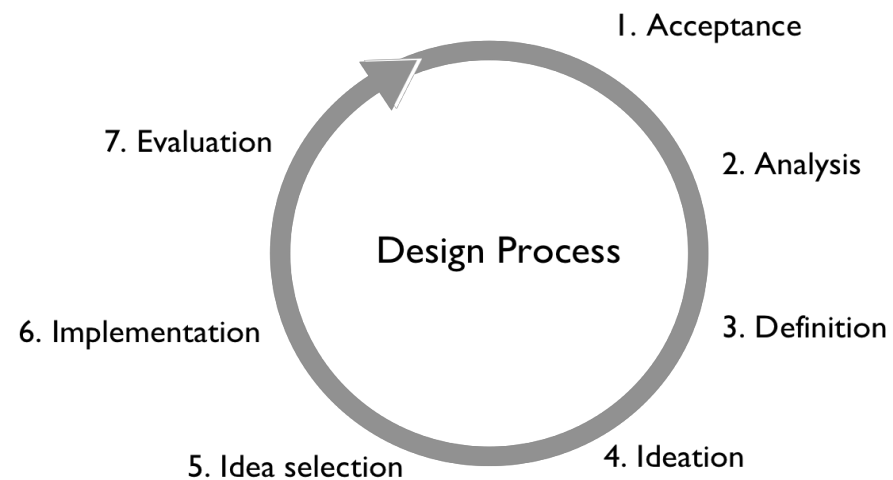 1. Acceptance
2. Analysis
3. Definition
4. Ideation
5. Idea selection
6. Implementation
7. Evaluation
Design Process